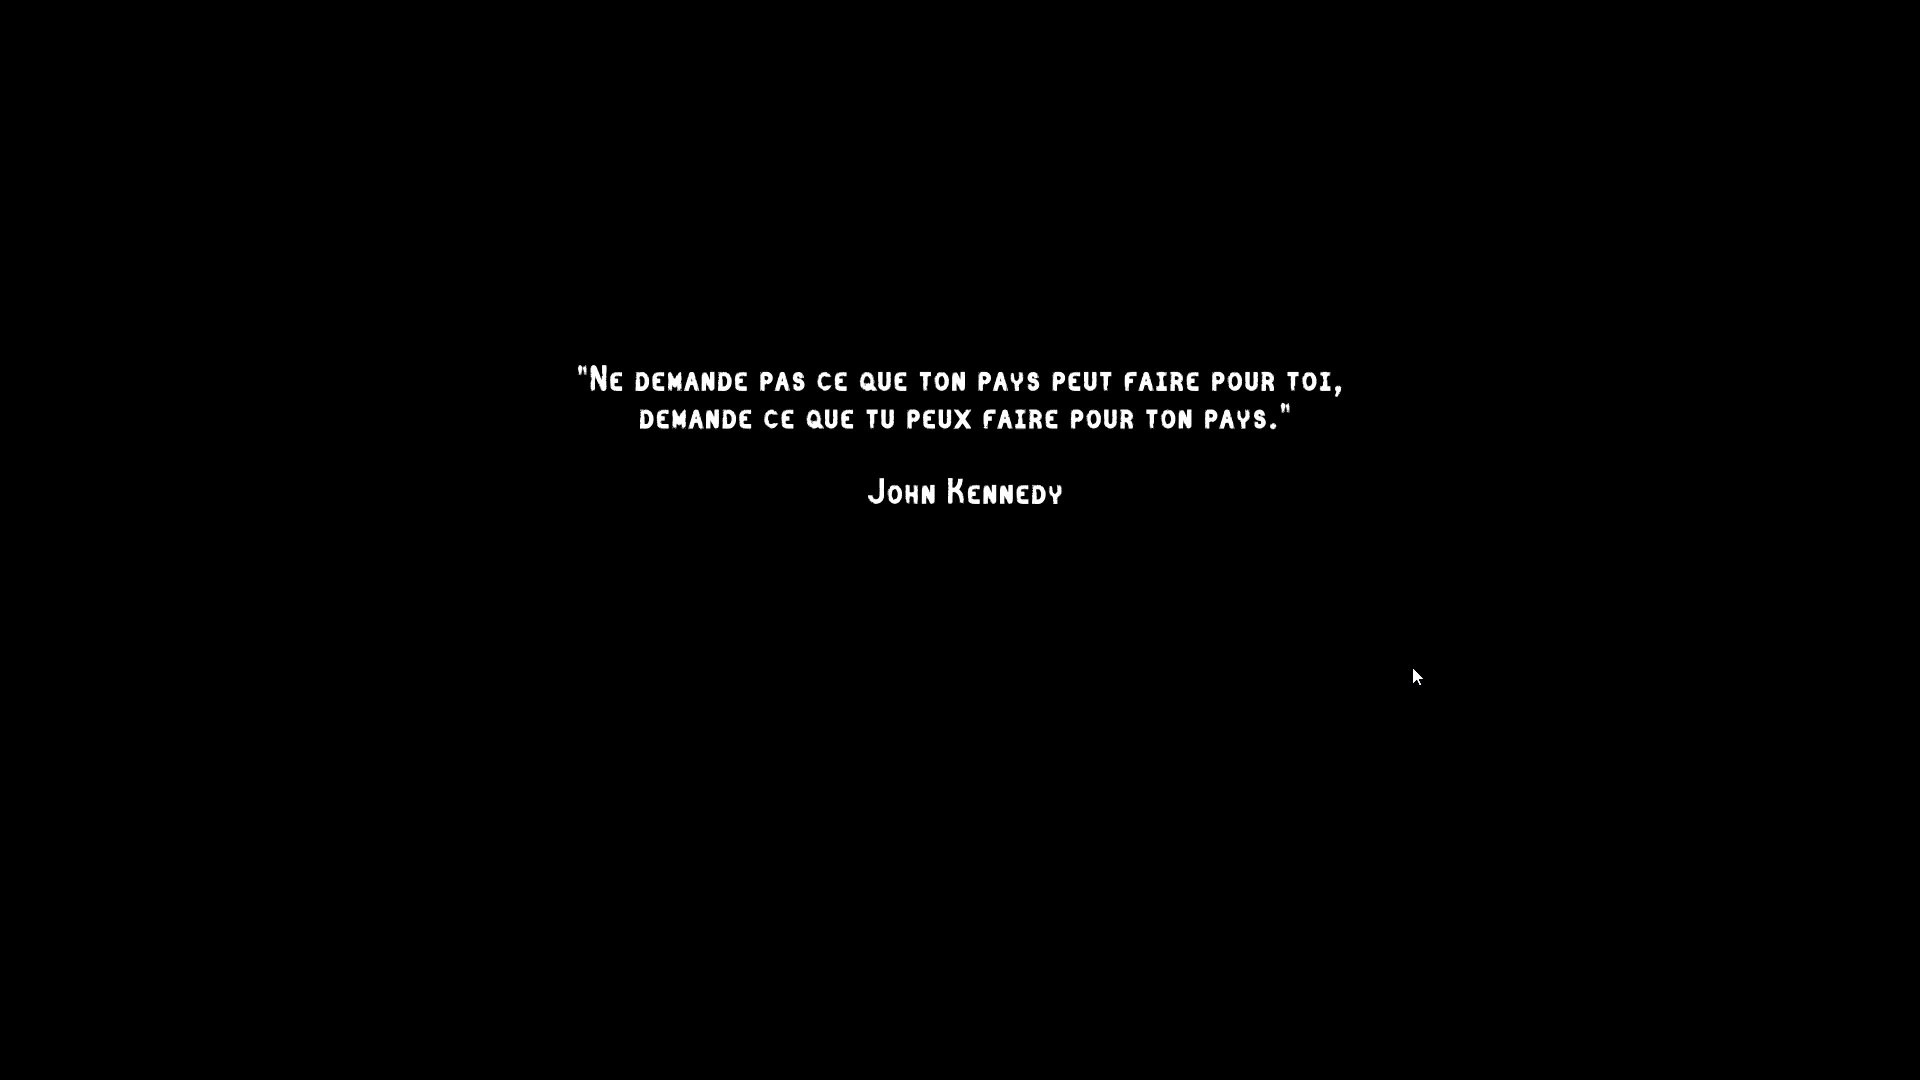 "Ne demande pas ce que ton pays peut faire pour toi,
demande ce que tu peux faire pour ton pays."
John Kennedy